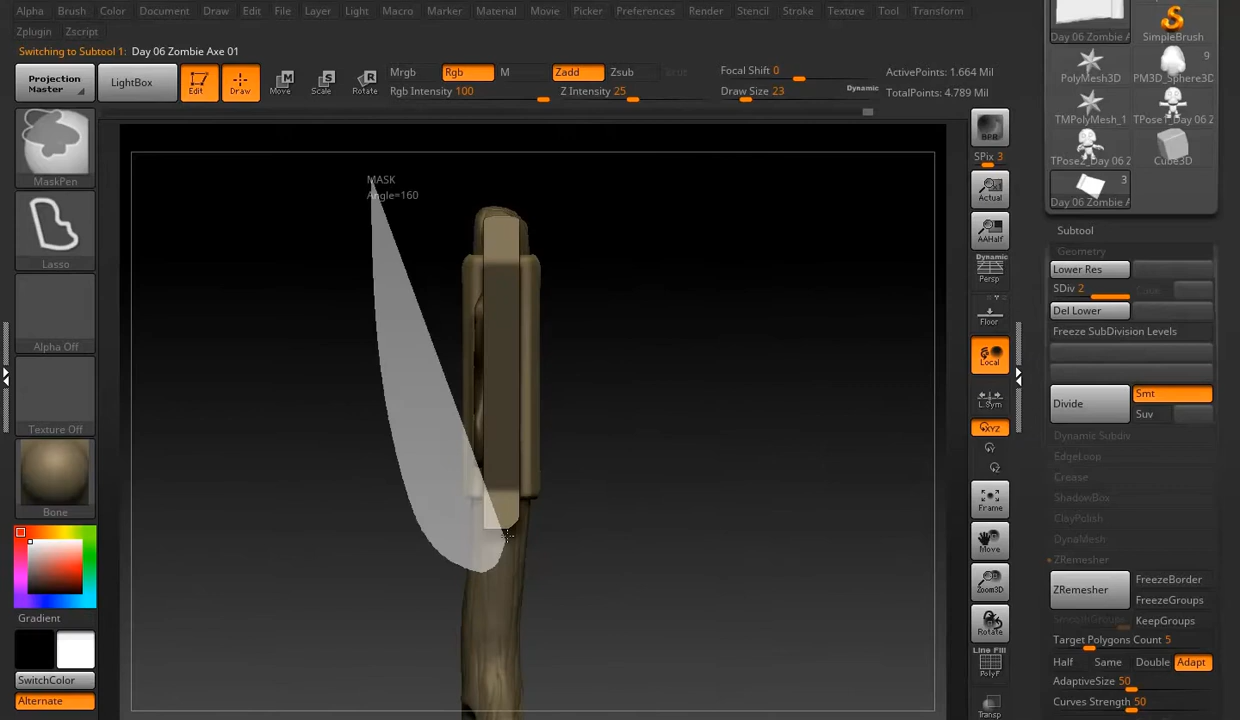 Alpha Brush Color Document Draw Edit File Layer Light Macro Marker Material Movie Picker Preferences Render Stencil Stroke Texture Tool Transform
Zplugin Zscript
Switching to Subtool 1: Day 06 Zombie Axe 01
Projection Master
LightBox
Edit
Draw
Move
Scale
Rotate
Mrgb Rgb M Zadd Zsub
Rgb Intensity 100
Z Intensity 25
Focal Shift 0
Draw Size 23
Dynamic
ActivePoints: 1.664 Mil
TotalPoints: 4.789 Mil
MaskPen
Lasso
Alpha Off
Texture Off
Bone
Gradient
SwitchColor
Alternate
MASK
Angle=160
BPR
SPix 3
Actual
AAHalf
Dynamic
Persp
Floor
Local
L.Sym
XYZ
Y
Z
Frame
Move
Zoom3D
Rotate
Line Fill
PolyF
Transp
Day 06 Zombie A
SimpleBrush
PolyMesh3D
9
PM3D_Sphere3D
TMPolyMesh_1
TPose1_Day 06 Z
TPose2_Day 06 Z
Cube3D
3
Day 06 Zombie A
Subtool
Geometry
Lower Res
SDiv 2
Cage
Del Lower
Freeze SubDivision Levels
Divide
Smt
Suv
Dynamic Subdiv
EdgeLoop
Crease
ShadowBox
ClayPolish
DynaMesh
ZRemesher
ZRemesher
FreezeBorder
FreezeGroups
SmoothGroups
KeepGroups
Target Polygons Count 5
Half Same Double Adapt
AdaptiveSize 50
Curves Strength 50